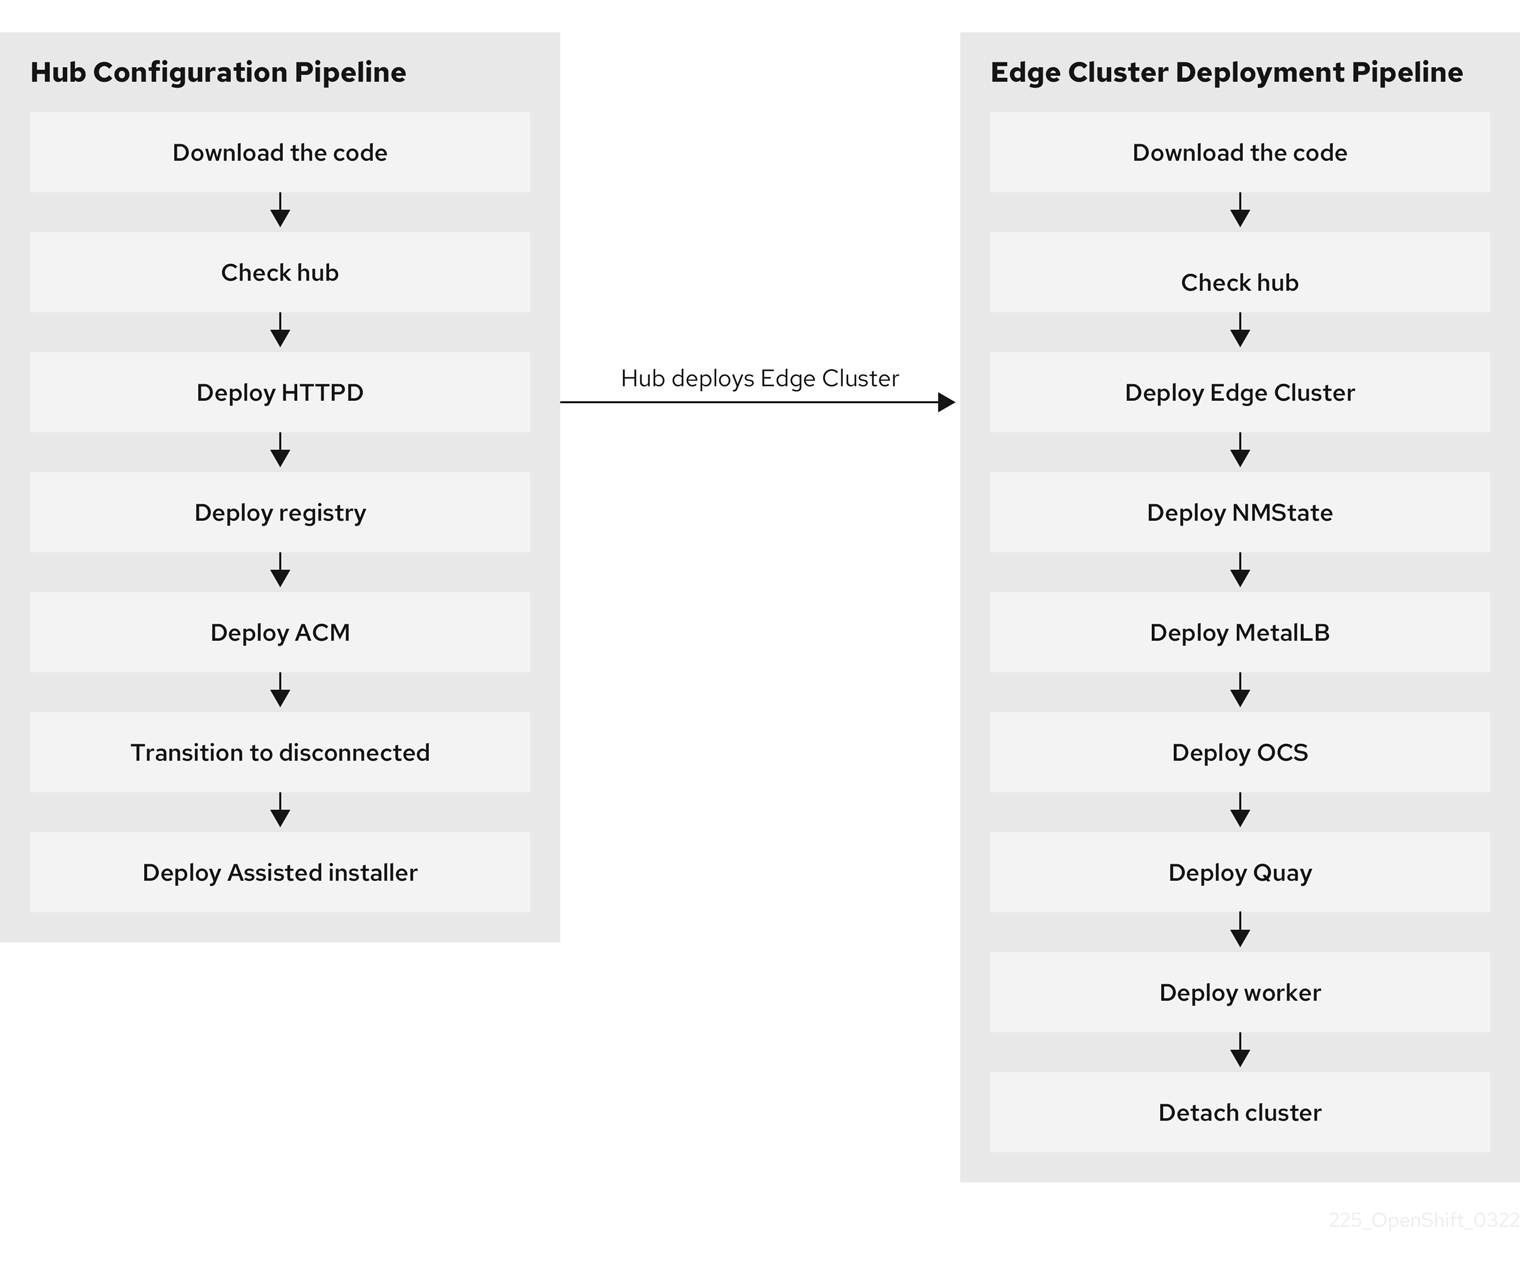 Hub Configuration Pipeline
Download the code
Check hub
Deploy HTTPD
Deploy registry
Deploy ACM
Transition to disconnected
Deploy Assisted installer
Hub deploys Edge Cluster
Edge Cluster Deployment Pipeline
Download the code
Check hub
Deploy Edge Cluster
Deploy NMState
Deploy MetalLB
Deploy OCS
Deploy Quay
Deploy worker
Detach cluster
225_OpenShift_0322